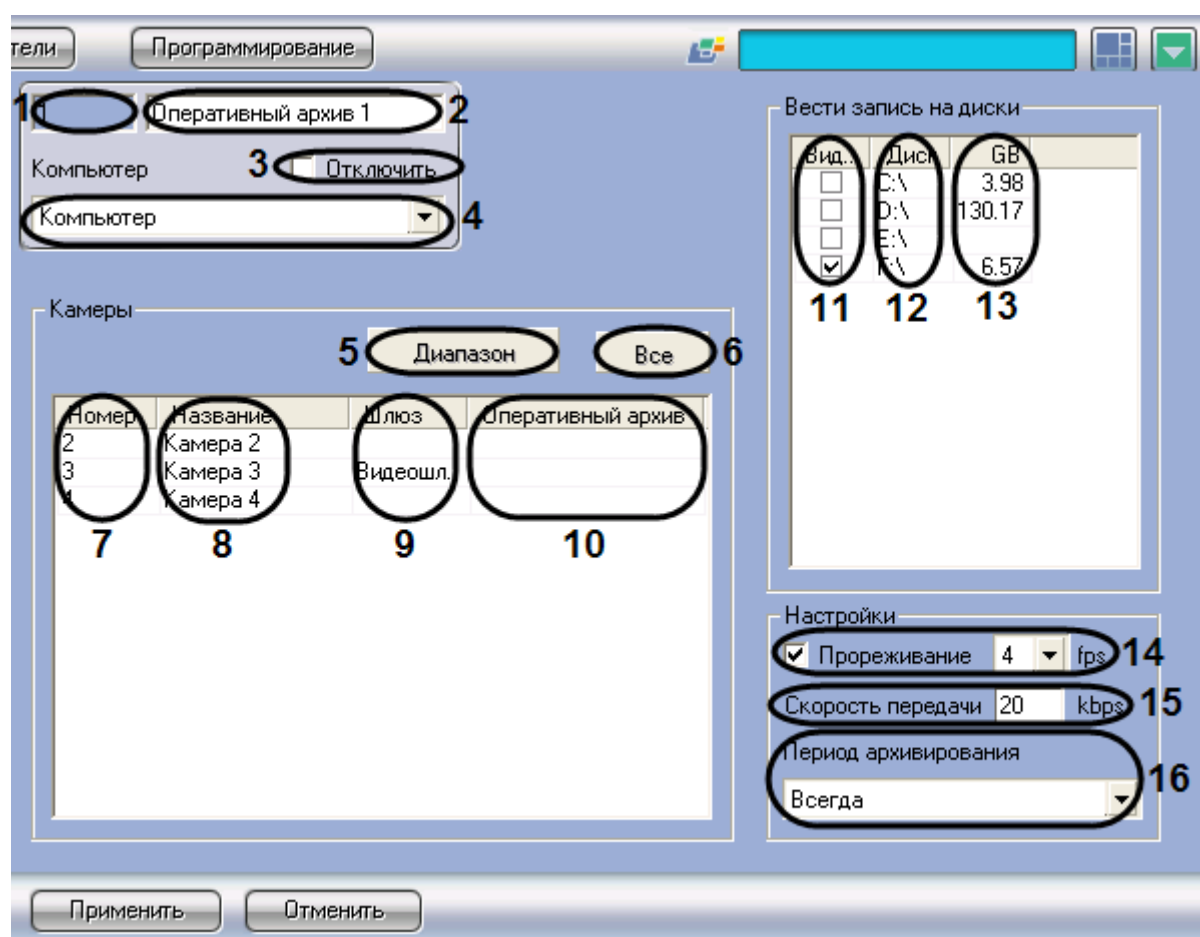 тели Программирование
1 1 Оперативный архив 1 2
Компьютер 3 Отключить
Компьютер 4
Камеры
5 Диапазон Все 6
Номер Название Шлюз Оперативный архив
2 Камера 2
3 Камера 3 Видеошл.
4 Камера 4
7 8 9 10
Вести запись на диски
Вид.. Диск GB
C:\ 3.98
D:\ 130.17
E:\
F:\ 6.57
11 12 13
Настройки
Прореживание 4 fps 14
Скорость передачи 20 kbps 15
Период архивирования
Всегда 16
Применить Отменить